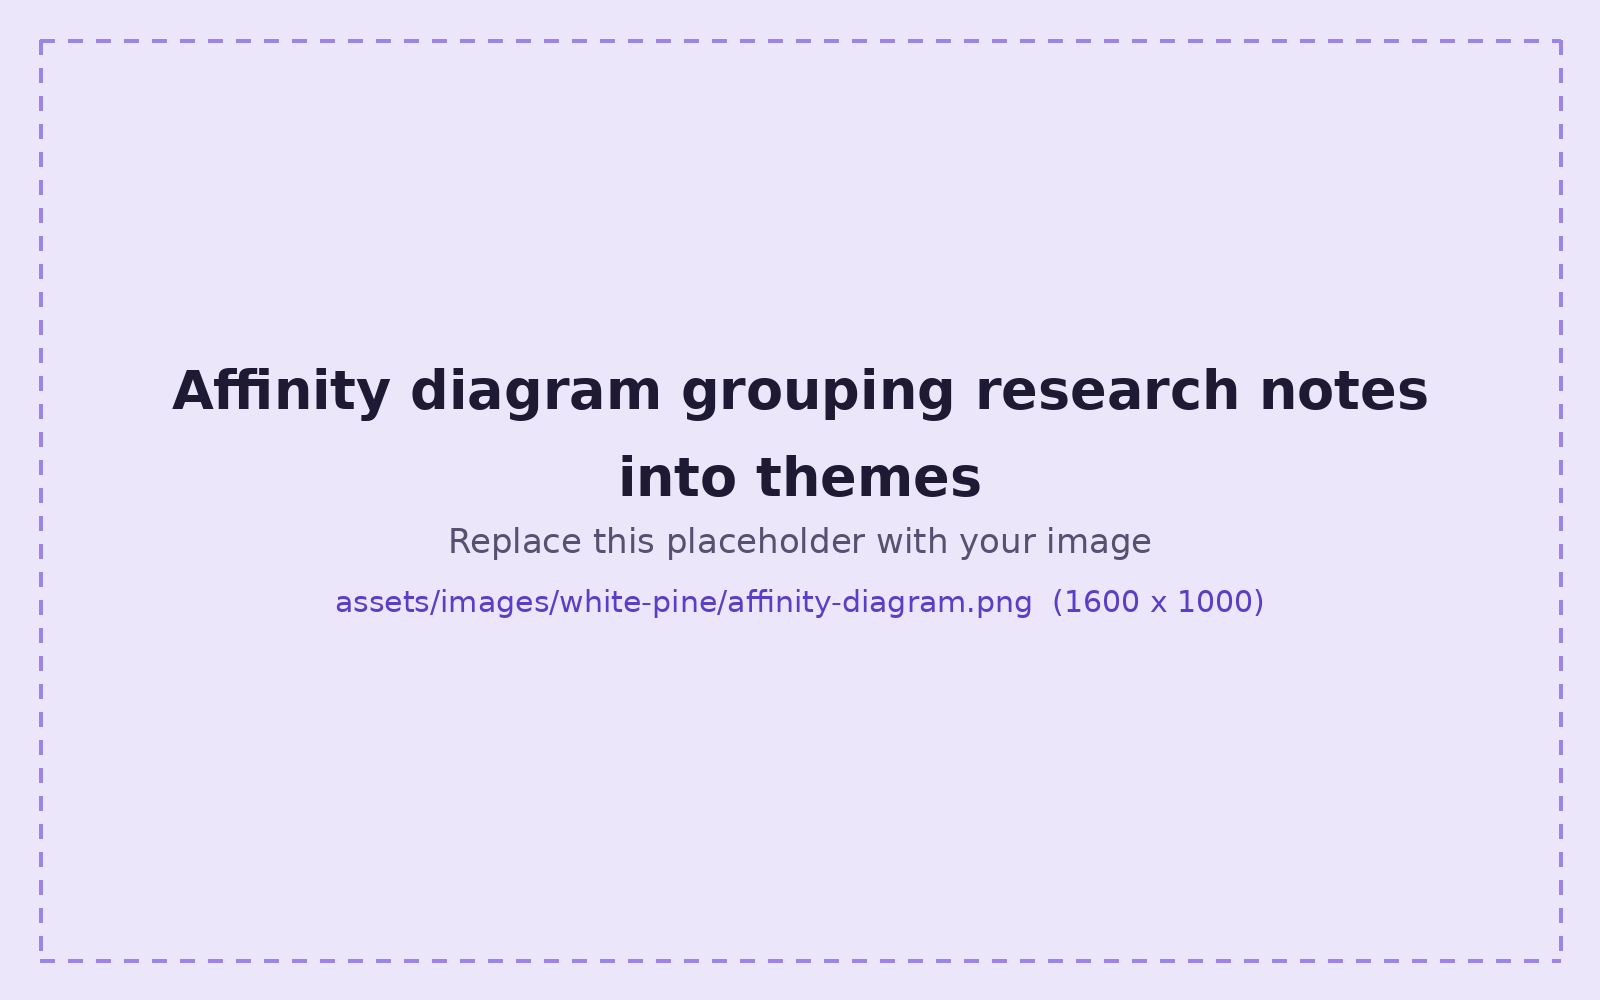 Affinity diagram grouping research notes
into themes
Replace this placeholder with your image
assets/images/white-pine/affinity-diagram.png (1600 x 1000)